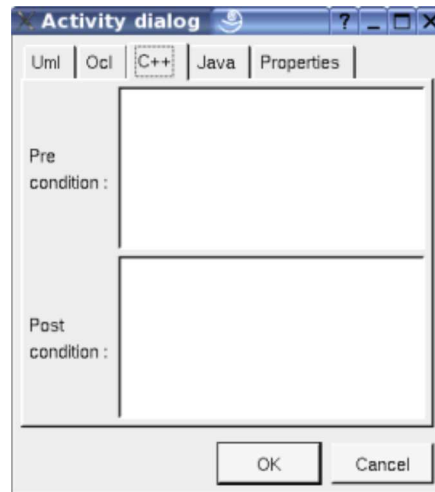 Activity dialog
Uml Ocl C++ Java Properties
Pre
condition :
Post
condition :
OK Cancel